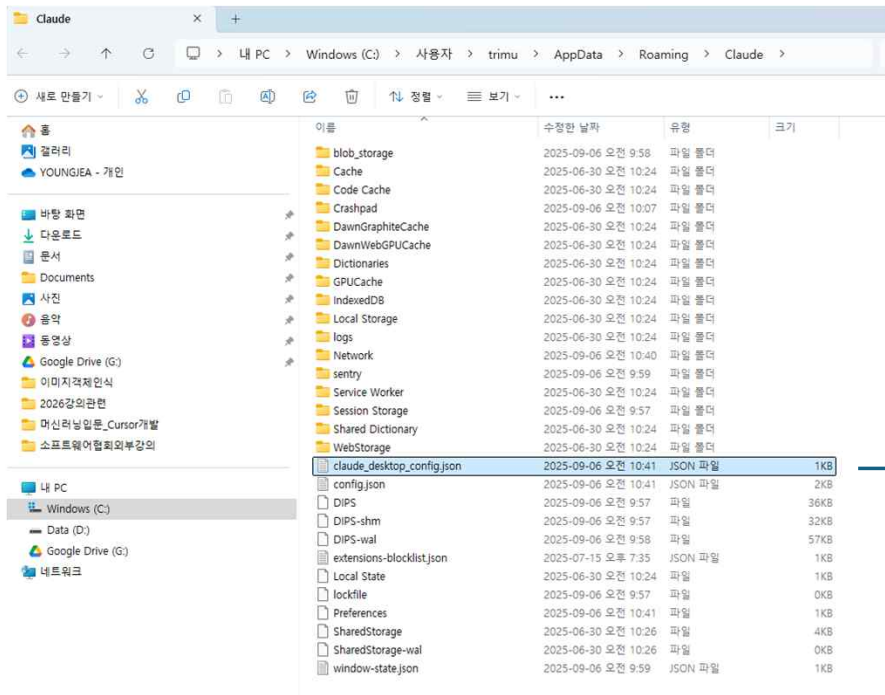 Claude
내 PC > Windows (C:) > 사용자 > trimu > AppData > Roaming > Claude >
새로 만들기 정렬 보기 ...
이름 수정한 날짜 유형 크기
홈
갤러리
YOUNGJEA - 개인
바탕 화면
다운로드
문서
Documents
사진
음악
동영상
Google Drive (G:)
이미지객체인식
2026강의관련
머신러닝입문_Cursor개발
소프트웨어협회외부강의
내 PC
Windows (C:)
Data (D:)
Google Drive (G:)
네트워크
blob_storage 2025-09-06 오전 9:58 파일 폴더
Cache 2025-06-30 오전 10:24 파일 폴더
Code Cache 2025-06-30 오전 10:24 파일 폴더
Crashpad 2025-09-06 오전 10:07 파일 폴더
DawnGraphiteCache 2025-06-30 오전 10:24 파일 폴더
DawnWebGPUCache 2025-06-30 오전 10:24 파일 폴더
Dictionaries 2025-06-30 오전 10:24 파일 폴더
GPUCache 2025-06-30 오전 10:24 파일 폴더
IndexedDB 2025-06-30 오전 10:24 파일 폴더
Local Storage 2025-06-30 오전 10:24 파일 폴더
logs 2025-06-30 오전 10:24 파일 폴더
Network 2025-09-06 오전 10:40 파일 폴더
sentry 2025-09-06 오전 9:59 파일 폴더
Service Worker 2025-06-30 오전 10:24 파일 폴더
Session Storage 2025-09-06 오전 9:57 파일 폴더
Shared Dictionary 2025-06-30 오전 10:24 파일 폴더
WebStorage 2025-06-30 오전 10:24 파일 폴더
claude_desktop_config.json 2025-09-06 오전 10:41 JSON 파일 1KB
config.json 2025-09-06 오전 10:41 JSON 파일 2KB
DIPS 2025-09-06 오전 9:57 파일 36KB
DIPS-shm 2025-09-06 오전 9:57 파일 32KB
DIPS-wal 2025-09-06 오전 9:58 파일 57KB
extensions-blocklist.json 2025-07-15 오후 7:35 JSON 파일 1KB
Local State 2025-06-30 오전 10:24 파일 1KB
lockfile 2025-09-06 오전 9:57 파일 0KB
Preferences 2025-09-06 오전 10:41 파일 1KB
SharedStorage 2025-06-30 오전 10:26 파일 4KB
SharedStorage-wal 2025-06-30 오전 10:26 파일 0KB
window-state.json 2025-09-06 오전 9:59 JSON 파일 1KB